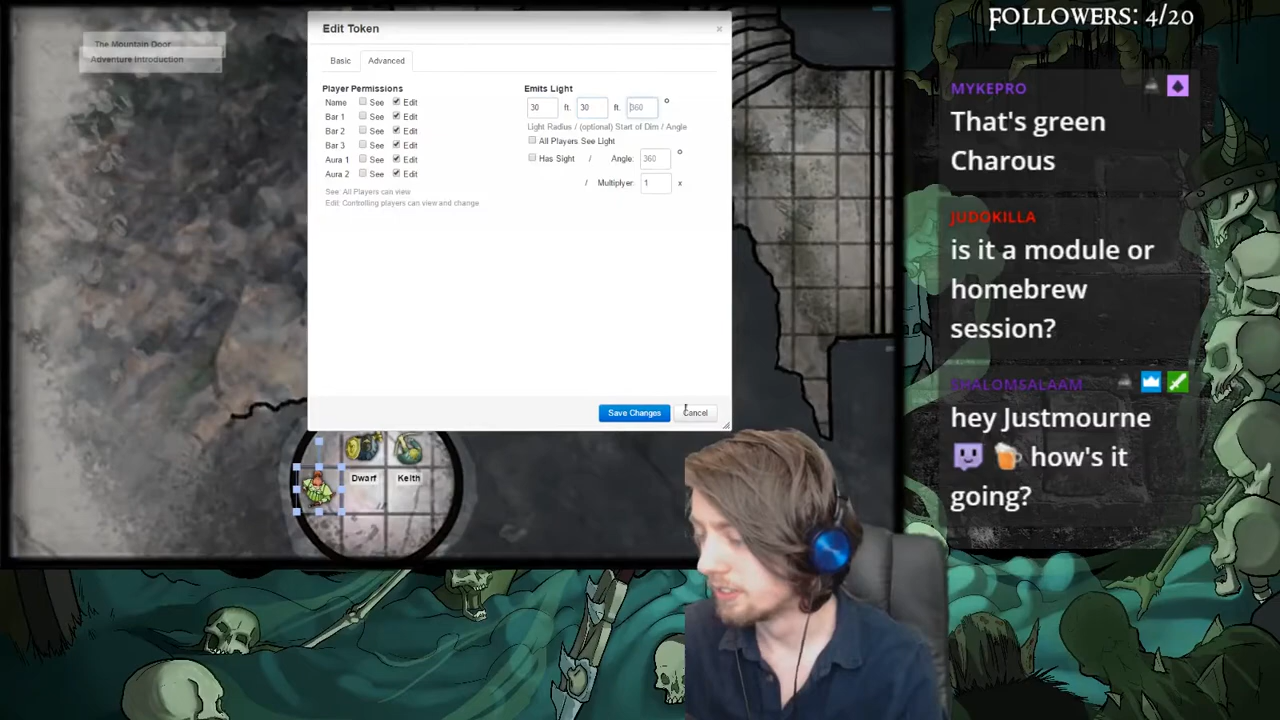 FOLLOWERS: 4/20
The Mountain Door
Adventure Introduction
Edit Token
×
Basic
Advanced
Player Permissions
Name See Edit
Bar 1 See Edit
Bar 2 See Edit
Bar 3 See Edit
Aura 1 See Edit
Aura 2 See Edit
See: All Players can view
Edit: Controlling players can view and change
Emits Light
30 ft. 30 ft. 360 °
Light Radius / (optional) Start of Dim / Angle
All Players See Light
Has Sight / Angle: 360 °
/ Multiplyer: 1 x
Save Changes
Cancel
Dwarf
Keith
MYKEPRO
That's green
Charous
JUDOKILLA
is it a module or
homebrew
session?
SHALOMSALAAM
hey Justmourne
how's it
going?